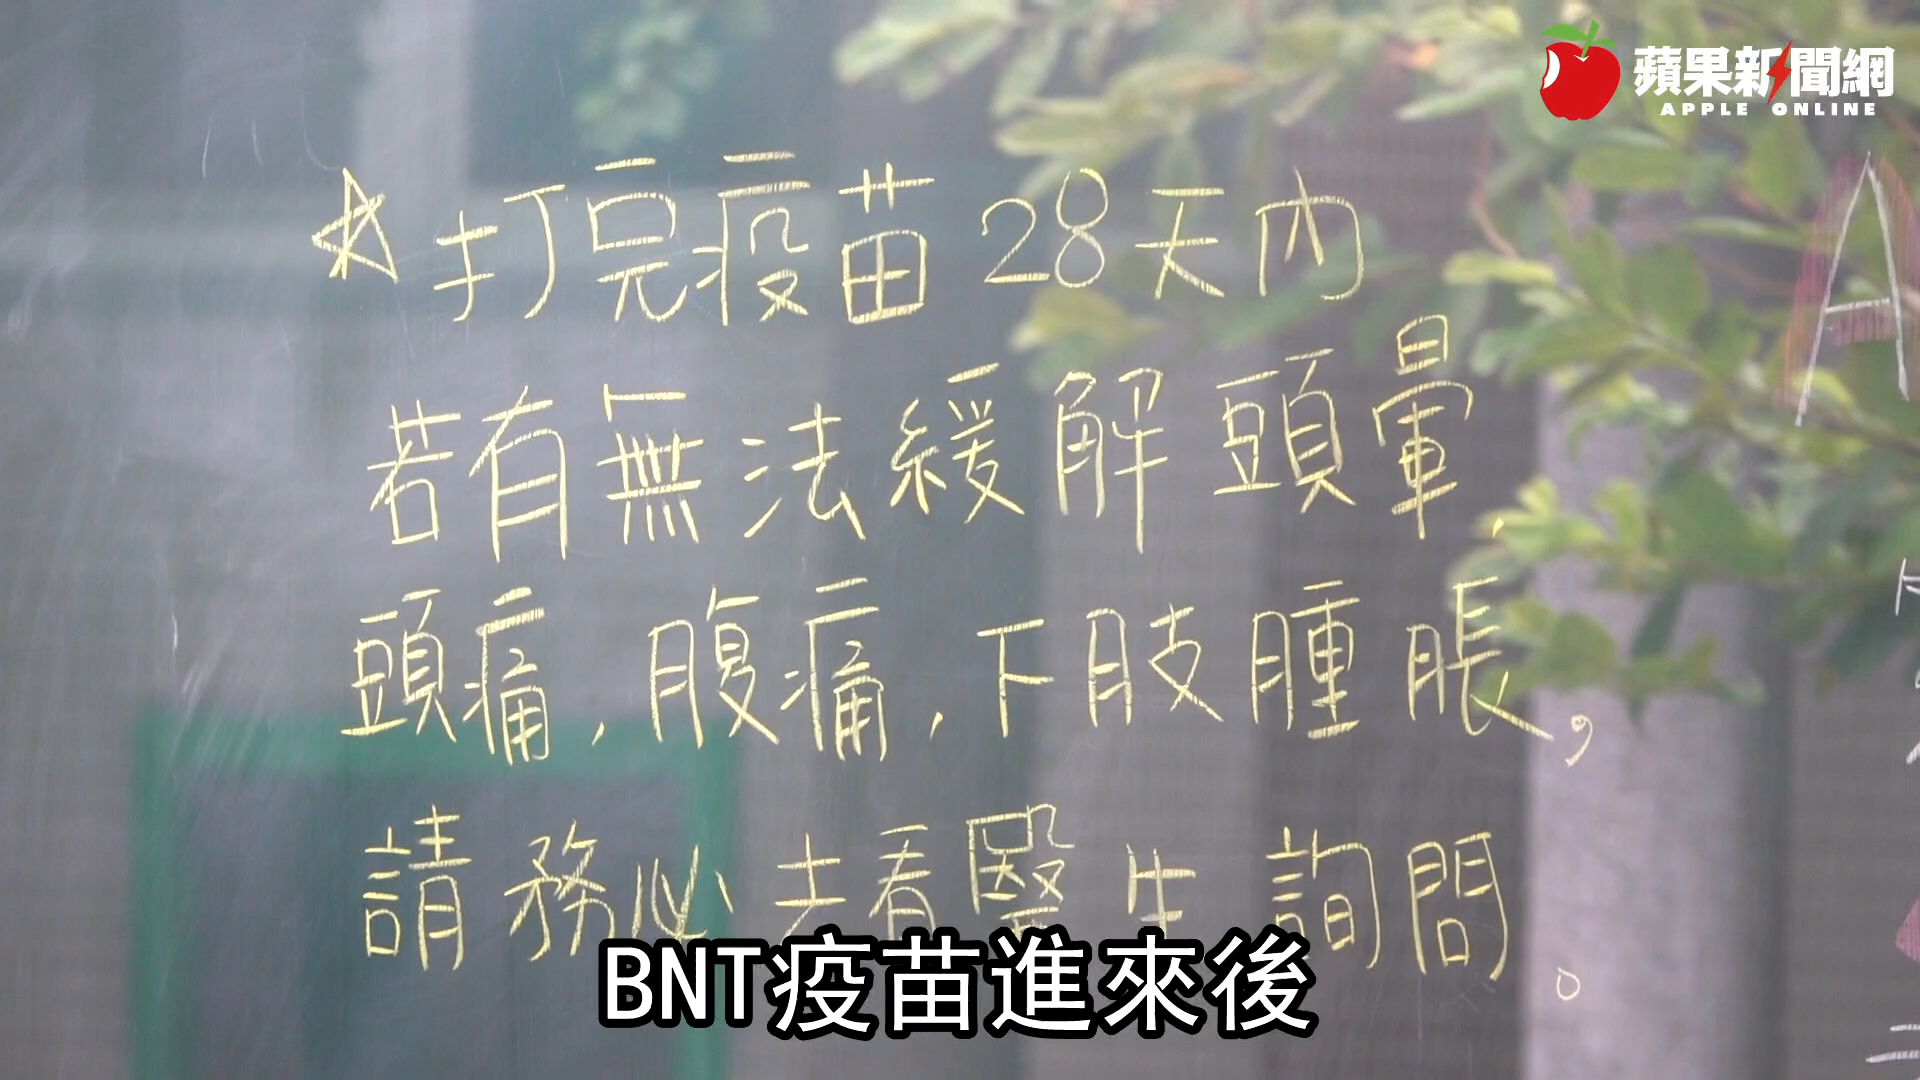 蘋果新聞網
APPLE ONLINE
☆打完疫苗28天內
若有無法緩解頭暈、
頭痛,腹痛,下肢腫脹,
請務必去看醫生詢問。
A
BNT疫苗進來後